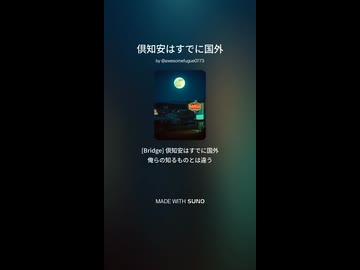 倶知安はすでに国外
by @awesomefugue0773
[Bridge] 倶知安はすでに国外
俺らの知るものとは違う
MADE WITH SUNO